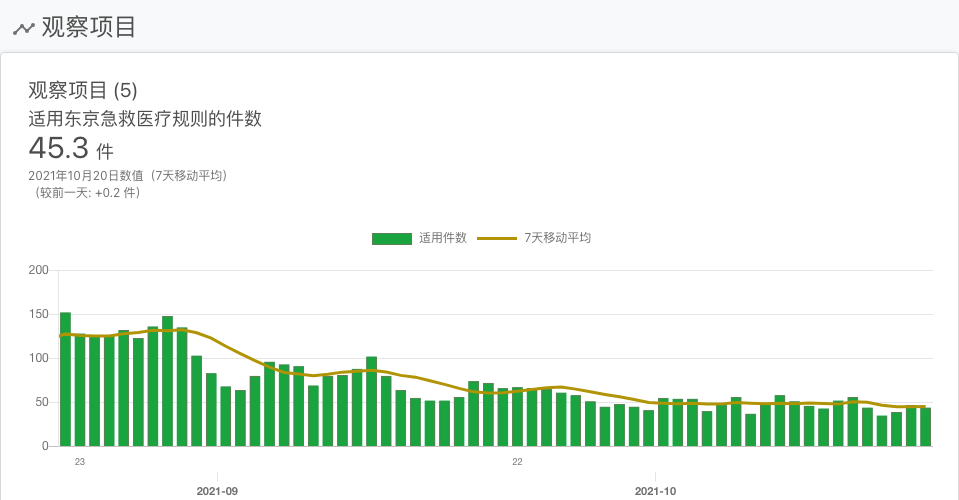 观察项目
观察项目 (5)
适用东京急救医疗规则的件数
45.3 件
2021年10月20日数值（7天移动平均）
（较前一天: +0.2 件）
适用件数 7天移动平均
200
150
100
50
0
23 22
2021-09 2021-10